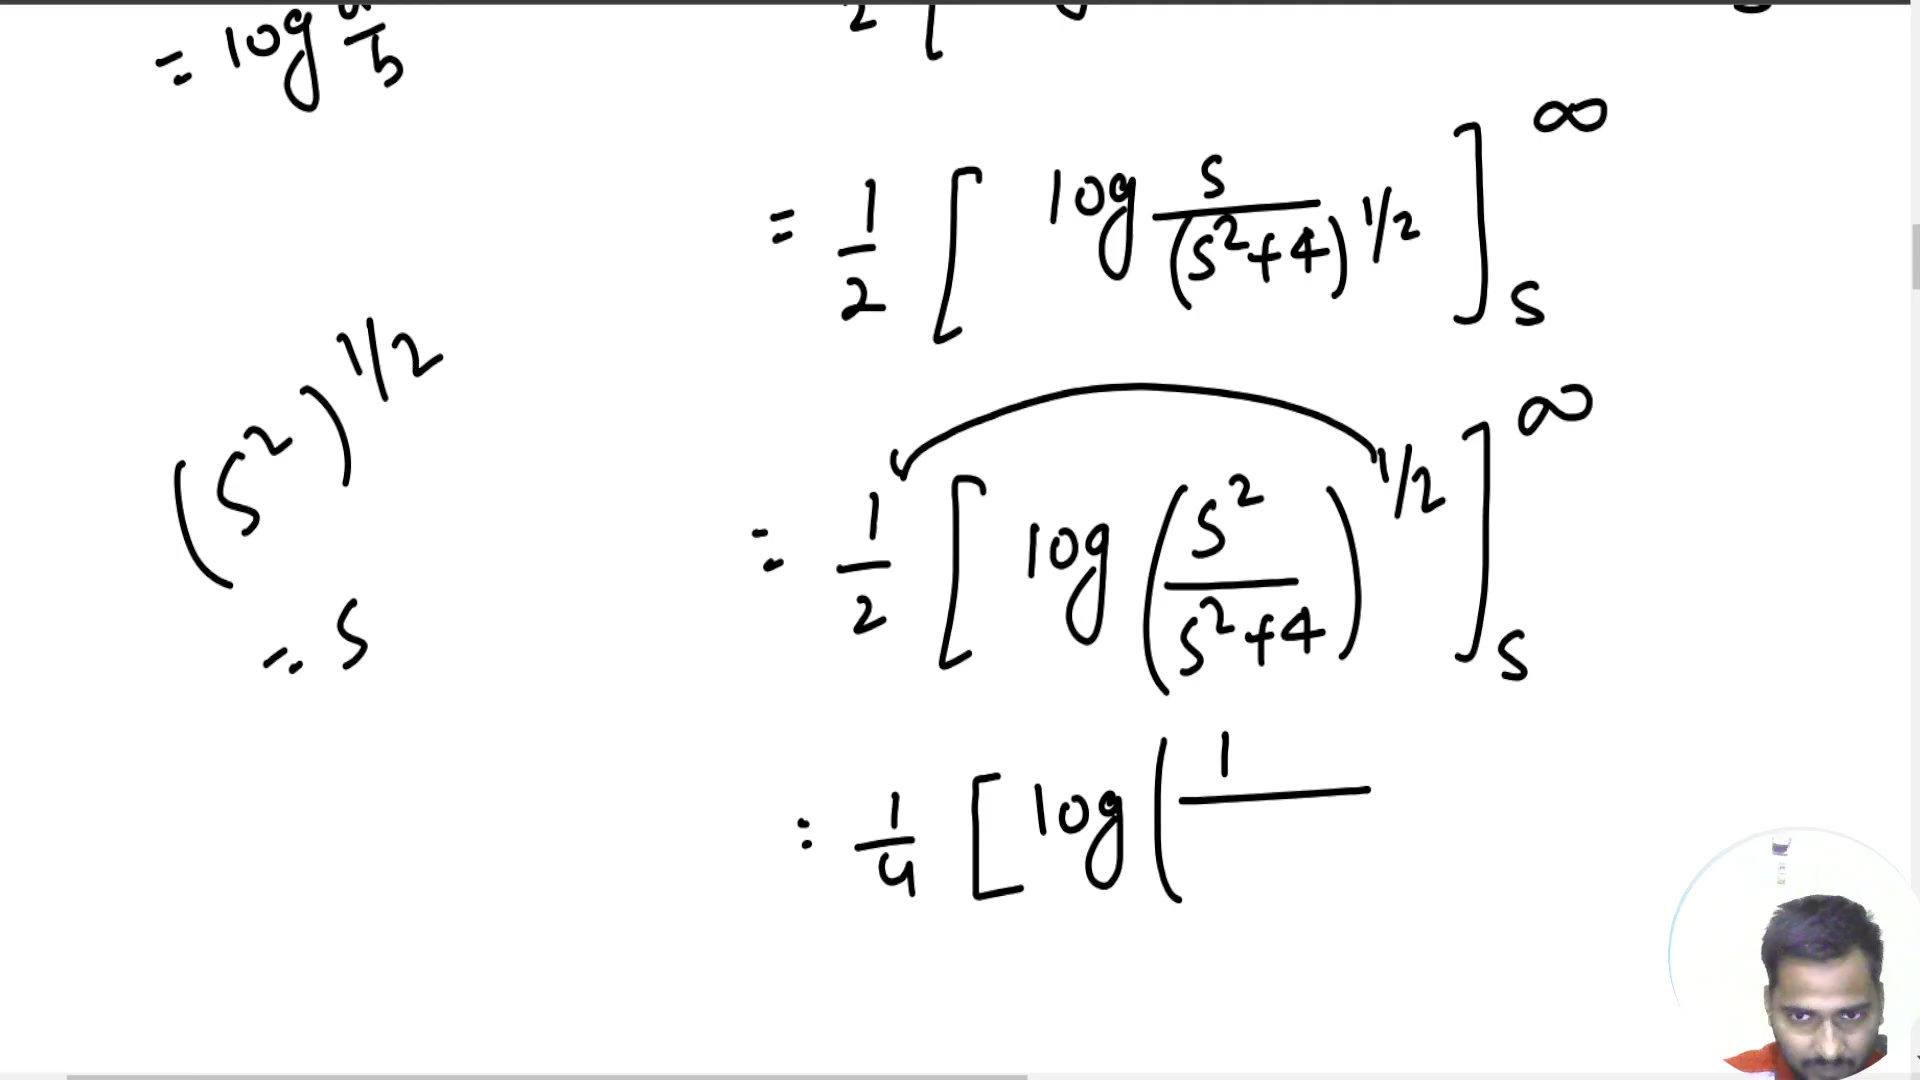 = log a/b
(s²)^1/2
= s
= 1/2 [ log s/(s²+4)^1/2 ]_s^∞
= 1/2 [ log (s²/(s²+4))^1/2 ]_s^∞
= 1/4 [ log ( 1/